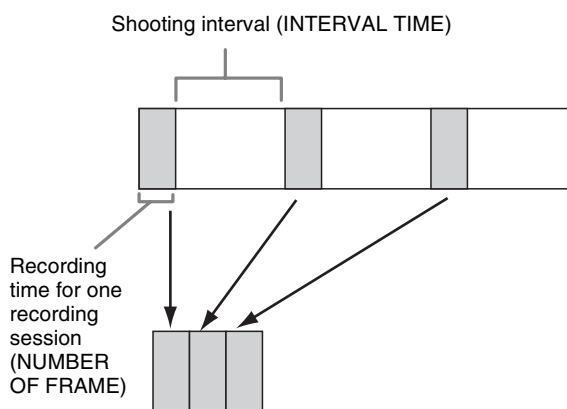 Shooting interval (INTERVAL TIME)
Recording
time for one
recording
session
(NUMBER
OF FRAME)